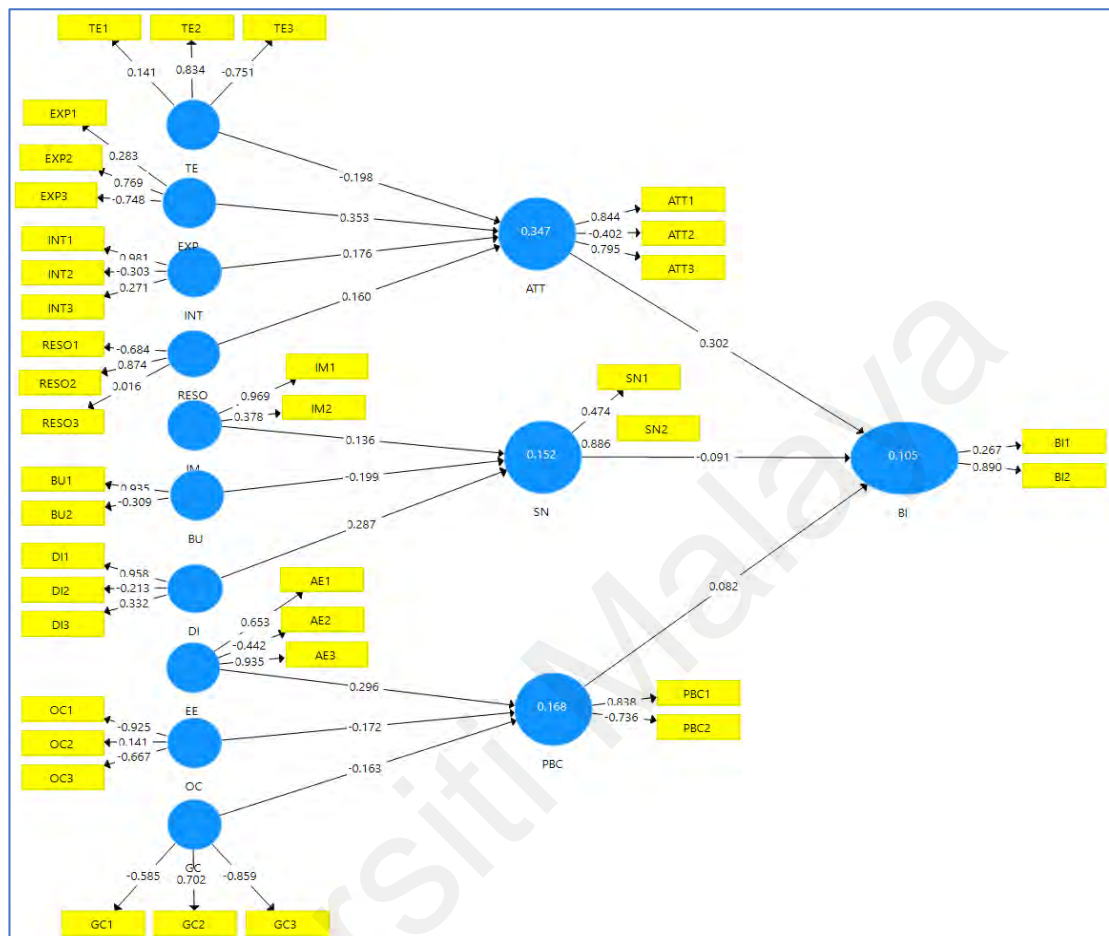 TE1 TE2 TE3
0.141 0.834 -0.751
TE
EXP1
EXP2
EXP3
0.283
0.769
-0.748
EXP
INT1
INT2
INT3
0.981
-0.303
0.271
INT
RESO1
RESO2
RESO3
-0.684
0.874
0.016
RESO
-0.198
0.353
0.176
0.160
0.347
ATT
0.844
-0.402
0.795
ATT1
ATT2
ATT3
0.302
IM1
IM2
0.969
0.378
IM
BU1
BU2
0.935
-0.309
BU
DI1
DI2
DI3
0.958
-0.213
0.332
DI
0.136
-0.199
0.287
0.152
SN
SN1
SN2
0.474
0.886
-0.091
0.105
BI
0.267
0.890
BI1
BI2
AE1
AE2
AE3
0.653
-0.442
0.935
EE
OC1
OC2
OC3
-0.925
0.141
-0.667
OC
GC
-0.585
0.702
-0.859
GC1 GC2 GC3
0.296
-0.172
-0.163
0.168
PBC
0.838
-0.736
PBC1
PBC2
0.082
rsiti Malaya